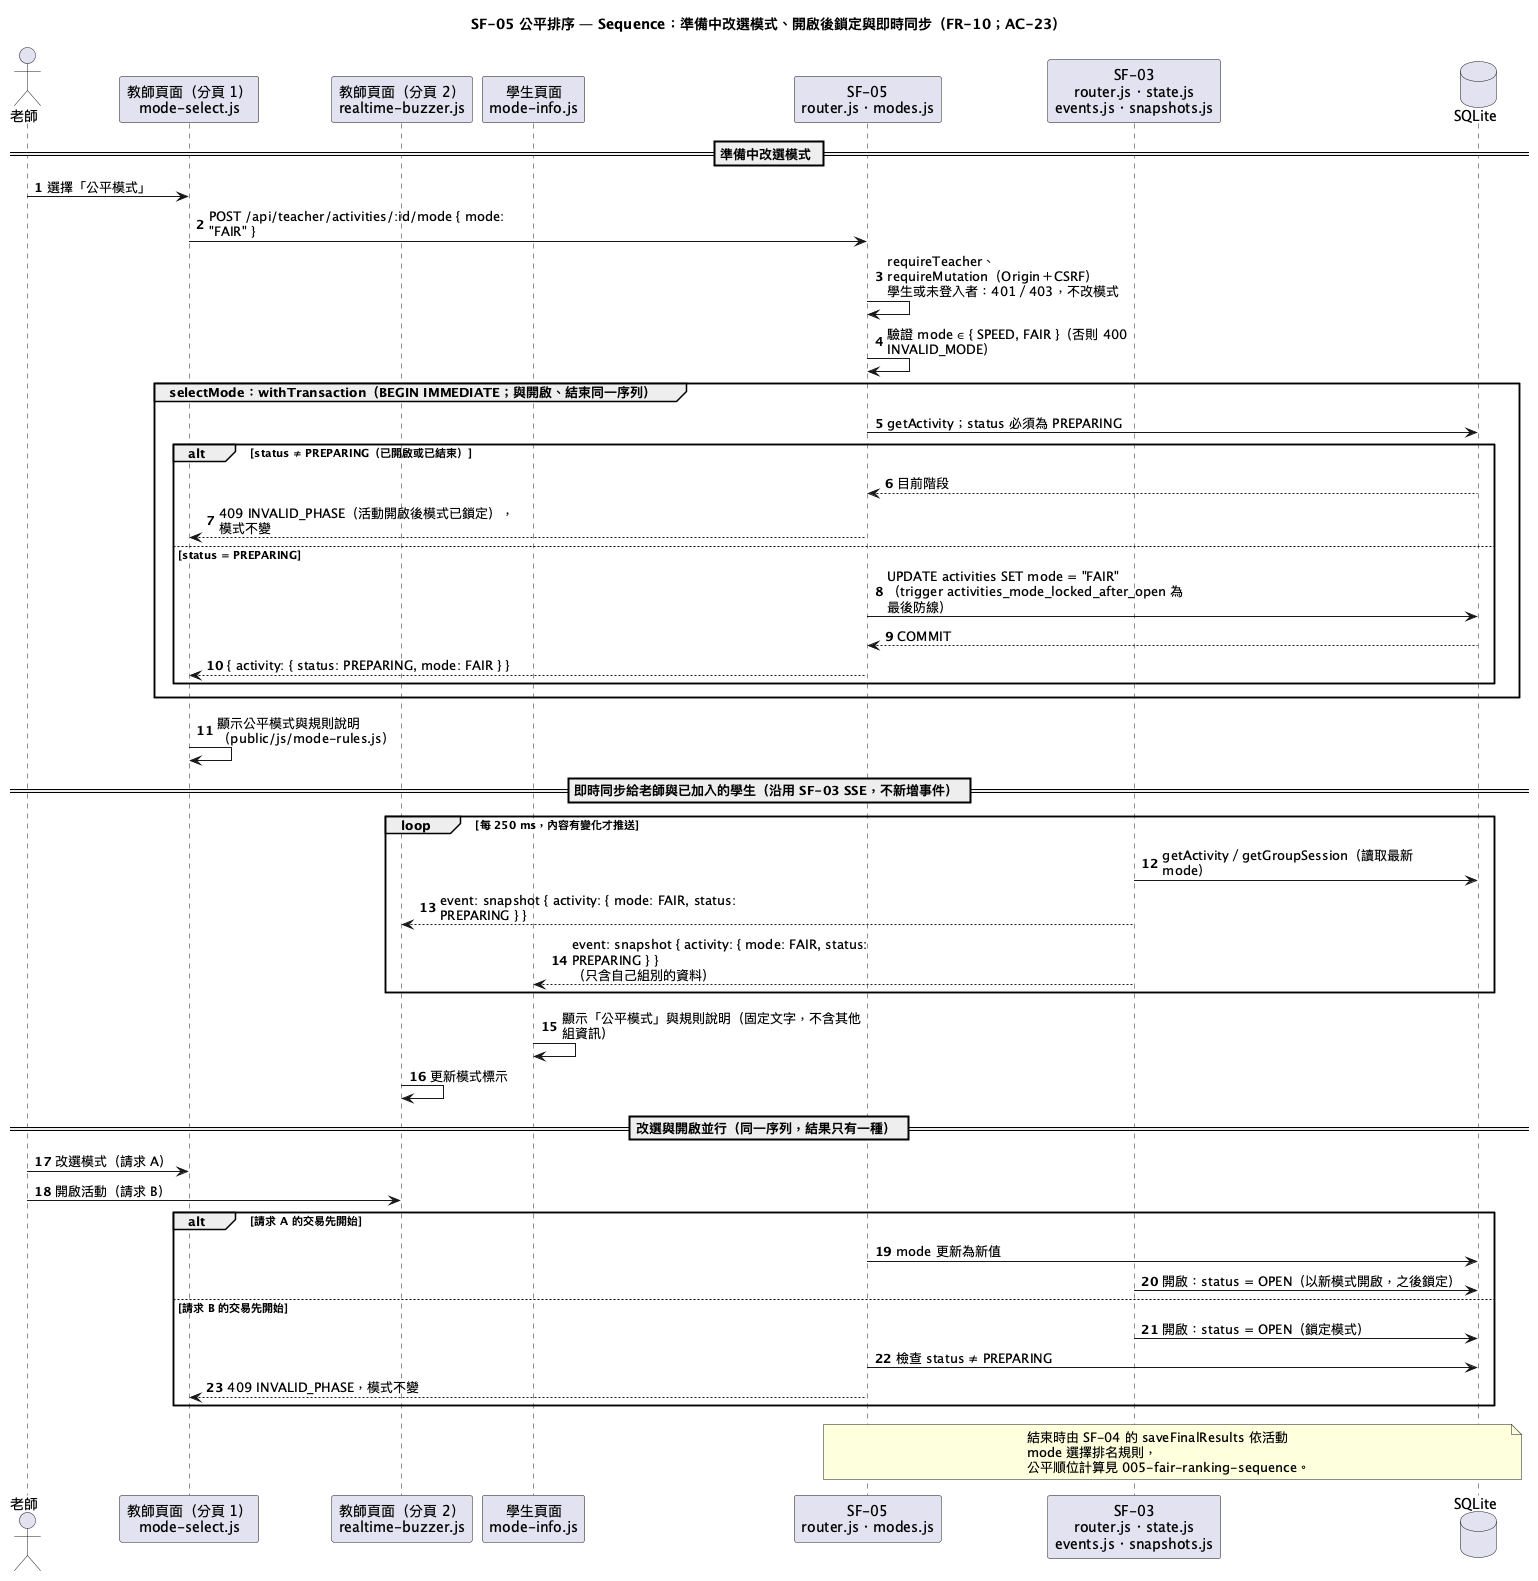 SF-05 公平排序 — Sequence：準備中改選模式、開啟後鎖定與即時同步（FR-10；AC-23）
老師
教師頁面（分頁 1）
mode-select.js
教師頁面（分頁 2）
realtime-buzzer.js
學生頁面
mode-info.js
SF-05
router.js · modes.js
SF-03
router.js · state.js
events.js · snapshots.js
SQLite
準備中改選模式
1 選擇「公平模式」
2 POST /api/teacher/activities/:id/mode { mode:
"FAIR" }
3 requireTeacher、
requireMutation（Origin＋CSRF）
學生或未登入者：401 / 403，不改模式
4 驗證 mode ∈ { SPEED, FAIR }（否則 400
INVALID_MODE）
selectMode：withTransaction（BEGIN IMMEDIATE；與開啟、結束同一序列）
5 getActivity；status 必須為 PREPARING
alt [status ≠ PREPARING（已開啟或已結束）]
6 目前階段
7 409 INVALID_PHASE（活動開啟後模式已鎖定），
模式不變
[status = PREPARING]
8 UPDATE activities SET mode = "FAIR"
（trigger activities_mode_locked_after_open 為
最後防線）
9 COMMIT
10 { activity: { status: PREPARING, mode: FAIR } }
11 顯示公平模式與規則說明
（public/js/mode-rules.js）
即時同步給老師與已加入的學生（沿用 SF-03 SSE，不新增事件）
loop [每 250 ms，內容有變化才推送]
12 getActivity / getGroupSession（讀取最新
mode）
13 event: snapshot { activity: { mode: FAIR, status:
PREPARING } }
14 event: snapshot { activity: { mode: FAIR, status:
PREPARING } }
（只含自己組別的資料）
15 顯示「公平模式」與規則說明（固定文字，不含其他
組資訊）
16 更新模式標示
改選與開啟並行（同一序列，結果只有一種）
17 改選模式（請求 A）
18 開啟活動（請求 B）
alt [請求 A 的交易先開始]
19 mode 更新為新值
20 開啟：status = OPEN（以新模式開啟，之後鎖定）
[請求 B 的交易先開始]
21 開啟：status = OPEN（鎖定模式）
22 檢查 status ≠ PREPARING
23 409 INVALID_PHASE，模式不變
結束時由 SF-04 的 saveFinalResults 依活動
mode 選擇排名規則，
公平順位計算見 005-fair-ranking-sequence。
老師
教師頁面（分頁 1）
mode-select.js
教師頁面（分頁 2）
realtime-buzzer.js
學生頁面
mode-info.js
SF-05
router.js · modes.js
SF-03
router.js · state.js
events.js · snapshots.js
SQLite